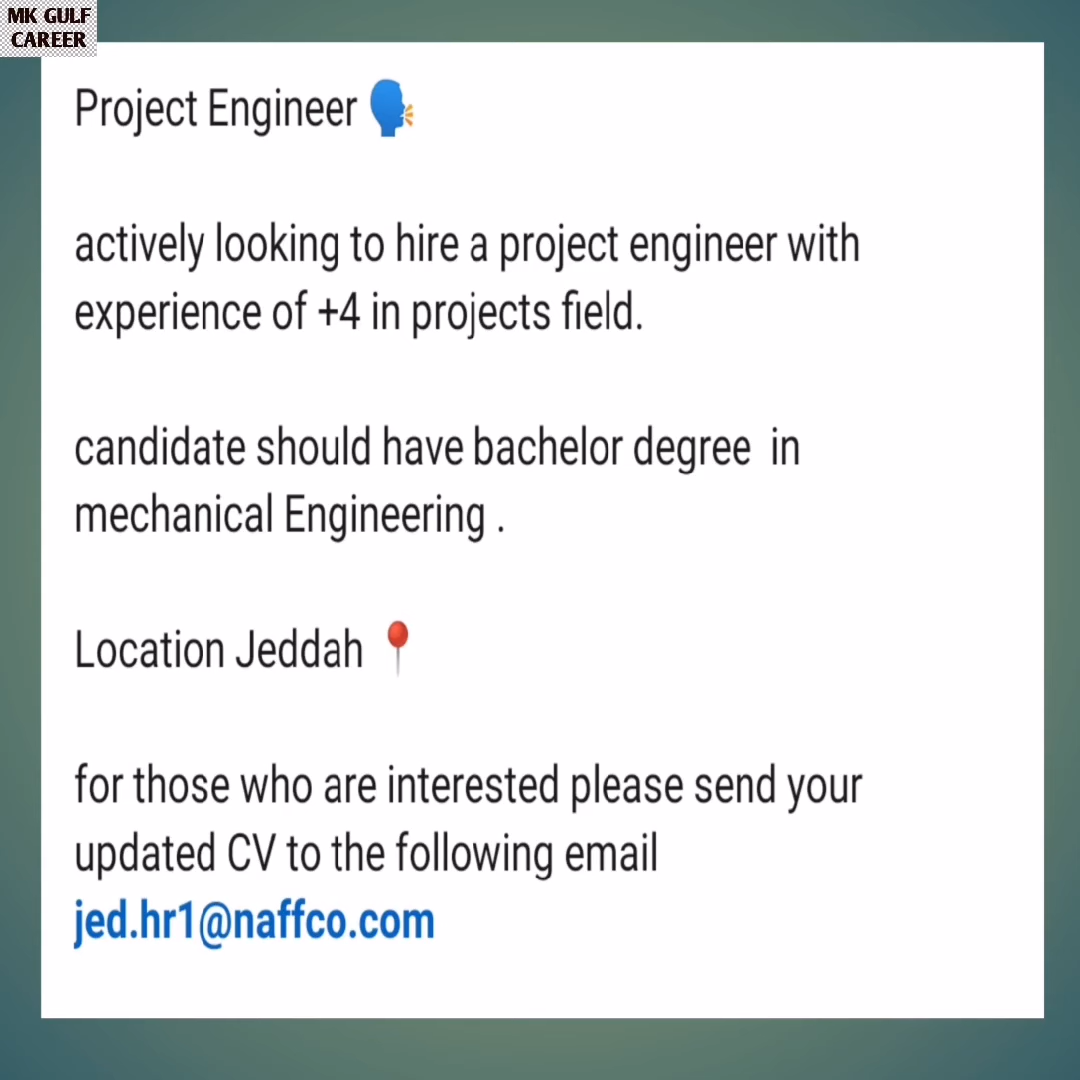 MK GULF
CAREER
Project Engineer 🗣
actively looking to hire a project engineer with
experience of +4 in projects field.
candidate should have bachelor degree  in
mechanical Engineering .
Location Jeddah 📍
for those who are interested please send your
updated CV to the following email
jed.hr1@naffco.com